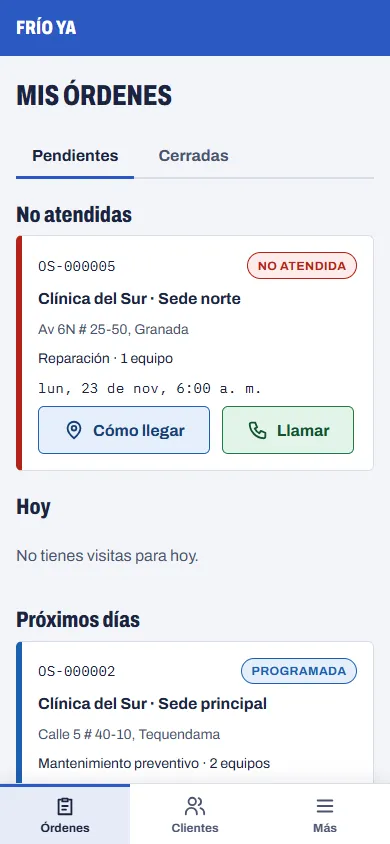 FRÍO YA
MIS ÓRDENES
Pendientes
Cerradas
No atendidas
OS-000005
NO ATENDIDA
Clínica del Sur · Sede norte
Av 6N # 25-50, Granada
Reparación · 1 equipo
lun, 23 de nov, 6:00 a. m.
Cómo llegar
Llamar
Hoy
No tienes visitas para hoy.
Próximos días
OS-000002
PROGRAMADA
Clínica del Sur · Sede principal
Calle 5 # 40-10, Tequendama
Mantenimiento preventivo · 2 equipos
Órdenes
Clientes
Más